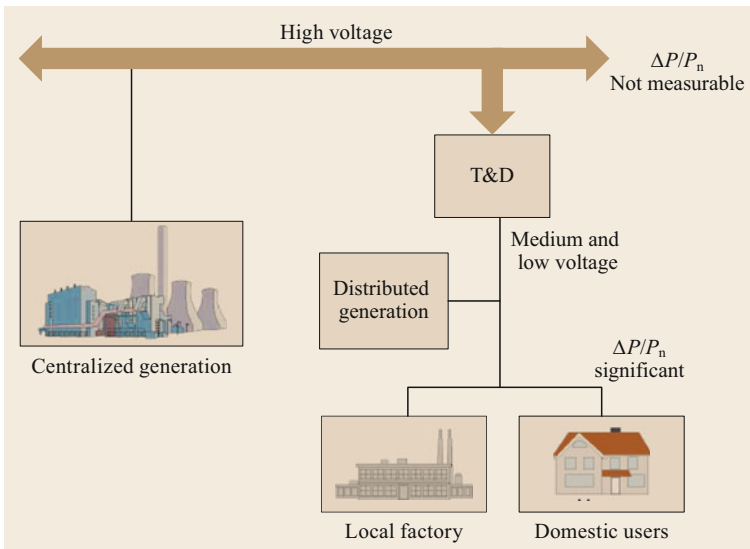 High voltage
ΔP/Pn
Not measurable
T&D
Medium and
low voltage
Distributed
generation
Centralized generation
ΔP/Pn
significant
Local factory
Domestic users